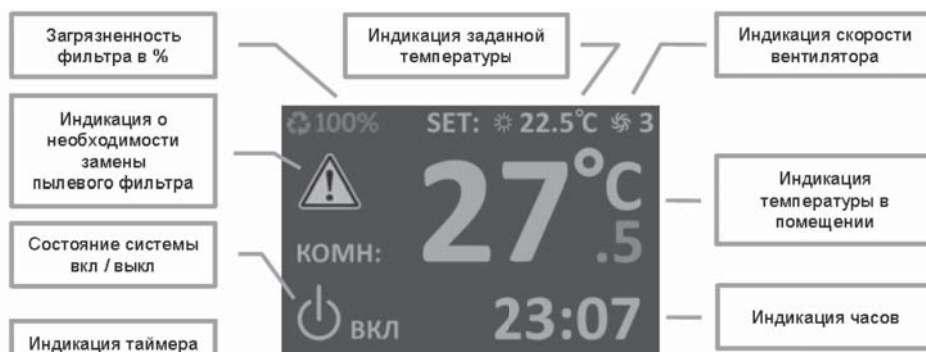 Загрязненность
фильтра в %
Индикация заданной
температуры
Индикация скорости
вентилятора
Индикация о
необходимости
замены
пылевого фильтра
Состояние системы
вкл / выкл
Индикация таймера
100% SET: 22.5°C 3
27°C
.5
КОМН:
ВКЛ 23:07
Индикация
температуры в
помещении
Индикация часов